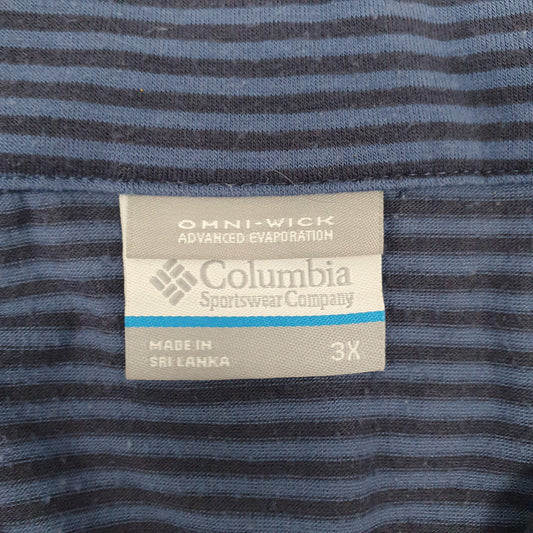 OMNI-WICK
ADVANCED EVAPORATION
Columbia
Sportswear Company
MADE IN
SRI LANKA
3X